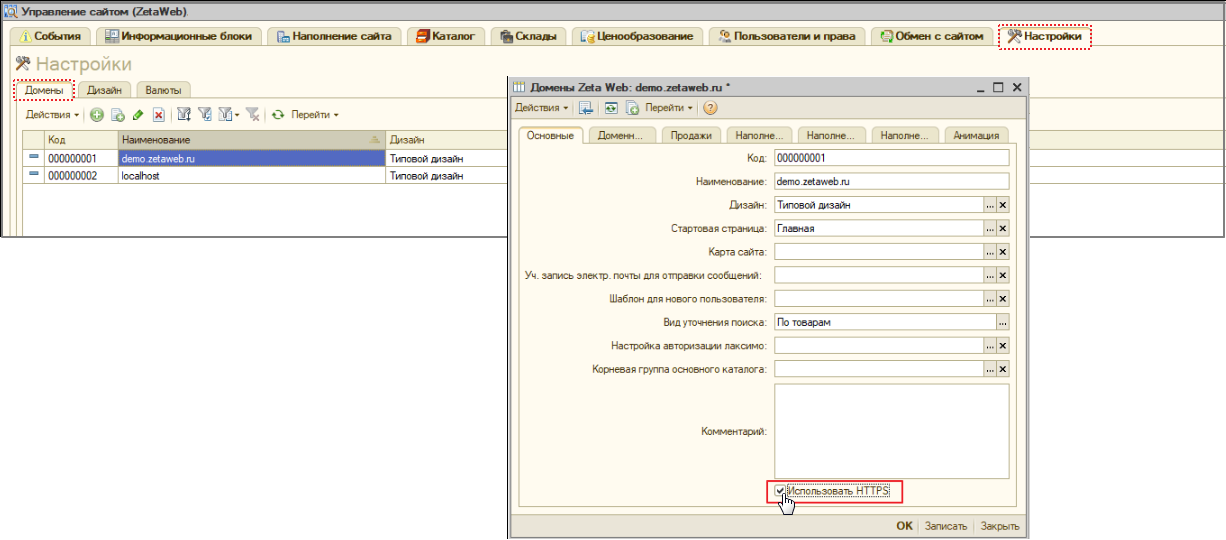 Управление сайтом (ZetaWeb)
События Информационные блоки Наполнение сайта Каталог Склады Ценообразование Пользователи и права Обмен с сайтом Настройки
Настройки
Домены Дизайн Валюты
Действия Перейти
Код Наименование Дизайн
000000001 demo.zetaweb.ru Типовой дизайн
000000002 localhost Типовой дизайн
Домены Zeta Web: demo.zetaweb.ru *
Действия Перейти ?
Основные Доменн... Продажи Наполне... Наполне... Наполне... Анимация
Код: 000000001
Наименование: demo.zetaweb.ru
Дизайн: Типовой дизайн ...
Стартовая страница: Главная ...
Карта сайта: ...
Уч. запись электр. почты для отправки сообщений: ...
Шаблон для нового пользователя: ...
Вид уточнения поиска: По товарам ...
Настройка авторизации лаксимо: ...
Корневая группа основного каталога: ...
Комментарий:
Использовать HTTPS
OK Записать Закрыть